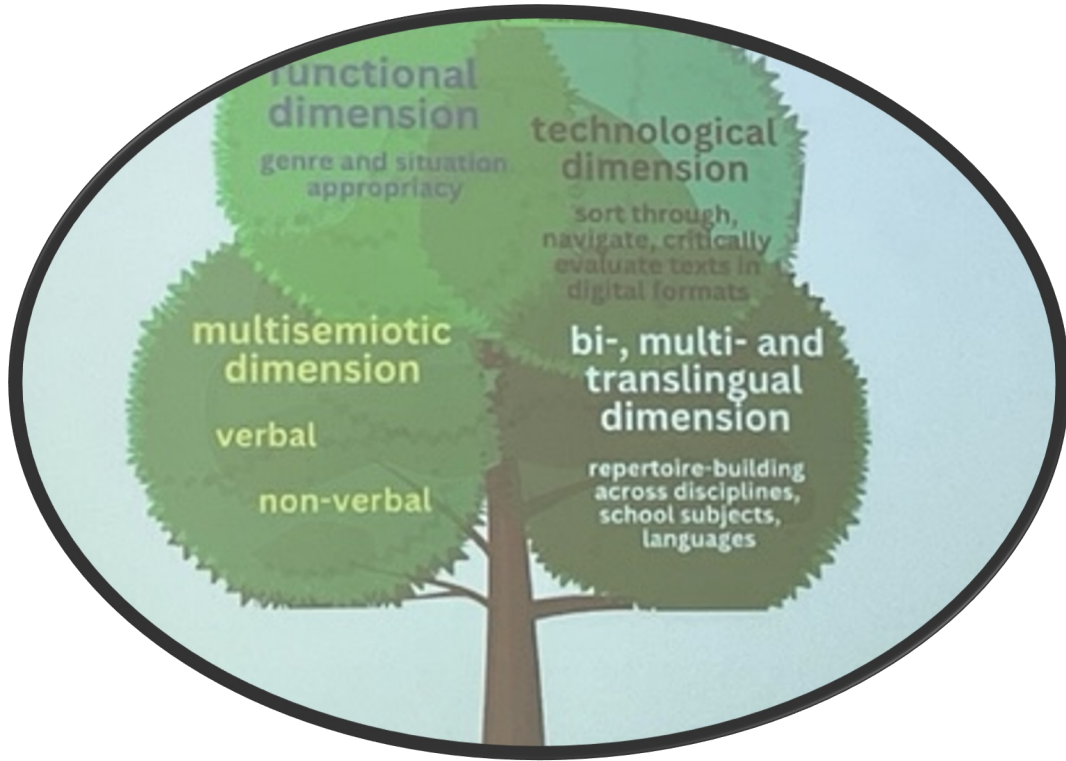 functional
dimension
genre and situation
appropriacy
technological
dimension
sort through,
navigate, critically
evaluate texts in
digital formats
multisemiotic
dimension
verbal
non-verbal
bi-, multi- and
translingual
dimension
repertoire-building
across disciplines,
school subjects,
languages